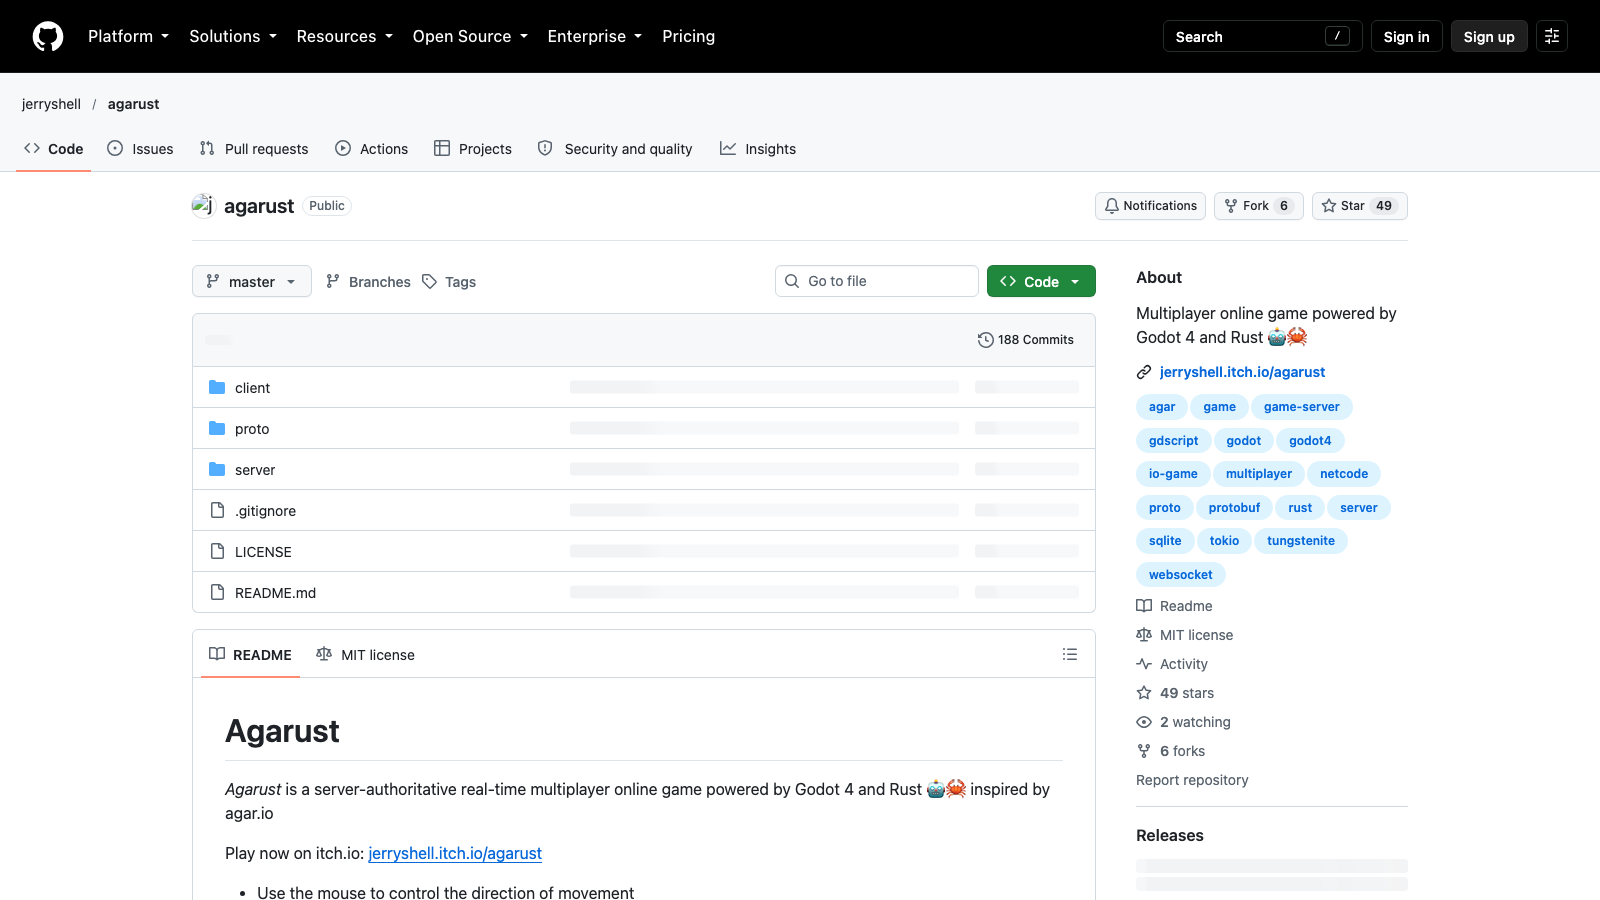 Platform Solutions Resources Open Source Enterprise Pricing Search / Sign in Sign up
jerryshell / agarust
Code Issues Pull requests Actions Projects Security and quality Insights
agarust Public Notifications Fork 6 Star 49
master Branches Tags Go to file Code
188 Commits
client
proto
server
.gitignore
LICENSE
README.md
README MIT license
Agarust
Agarust is a server-authoritative real-time multiplayer online game powered by Godot 4 and Rust 🤖🦀 inspired by
agar.io
Play now on itch.io: jerryshell.itch.io/agarust
• Use the mouse to control the direction of movement
About
Multiplayer online game powered by
Godot 4 and Rust 🤖🦀
jerryshell.itch.io/agarust
agar game game-server
gdscript godot godot4
io-game multiplayer netcode
proto protobuf rust server
sqlite tokio tungstenite
websocket
Readme
MIT license
Activity
49 stars
2 watching
6 forks
Report repository
Releases